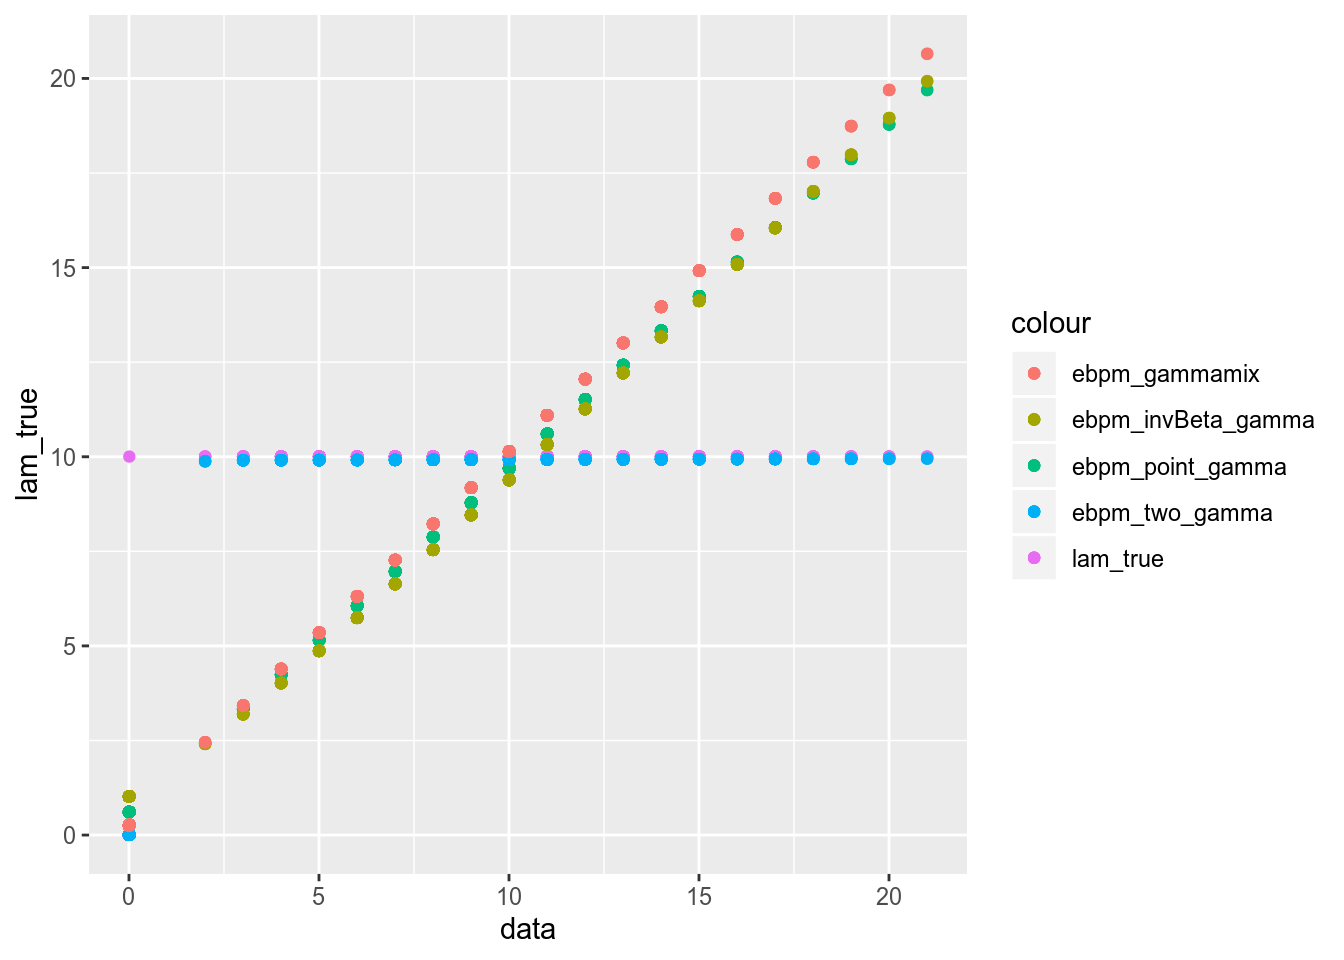 20
15
10
5
0
lam_true
0 5 10 15 20
data
colour
ebpm_gammamix
ebpm_invBeta_gamma
ebpm_point_gamma
ebpm_two_gamma
lam_true